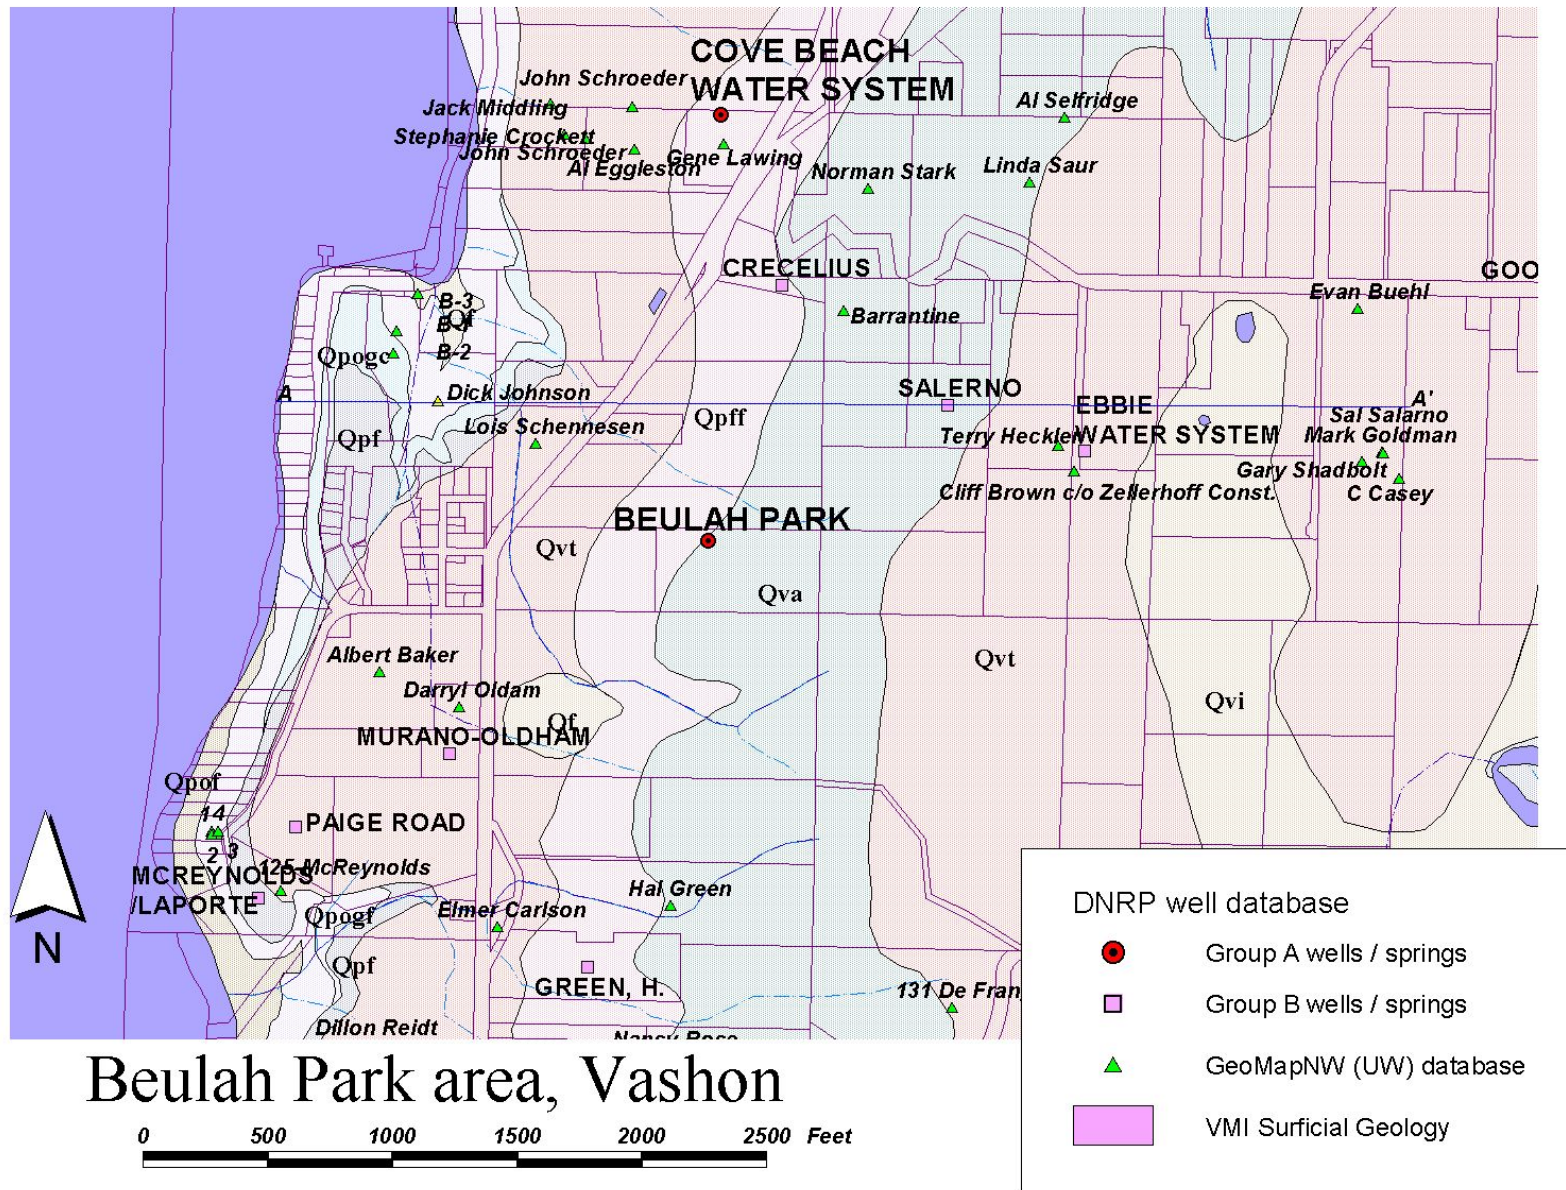 COVE BEACH
WATER SYSTEM
John Schroeder
Jack Middling
Al Selfridge
Stephanie Crockett
John Schroeder
Gene Lawing
Al Eggleston
Norman Stark
Linda Saur
CRECELIUS
GOO
Evan Buehl
B-3
Qf
Barrantine
B-2
Qpogc
Dick Johnson
A
SALERNO
A'
EBBIE
Sal Salarno
Qpff
Lois Schennesen
Qpf
Terry Heckler
WATER SYSTEM
Mark Goldman
Gary Shadbolt
Cliff Brown c/o Zellerhoff Const.
C Casey
BEULAH PARK
Qvt
Qva
Albert Baker
Qvt
Darryl Oldam
Qvi
Qf
MURANO-OLDHAM
Qpof
14
PAIGE ROAD
2
3
125-McReynolds
MCREYNOLDS
/LAPORTE
Hal Green
Elmer Carlson
Qpogf
Qpf
GREEN, H.
131 De Fran
Dillon Reidt
Nancy Rose
N
Beulah Park area, Vashon
0 500 1000 1500 2000 2500 Feet
DNRP well database
Group A wells / springs
Group B wells / springs
GeoMapNW (UW) database
VMI Surficial Geology